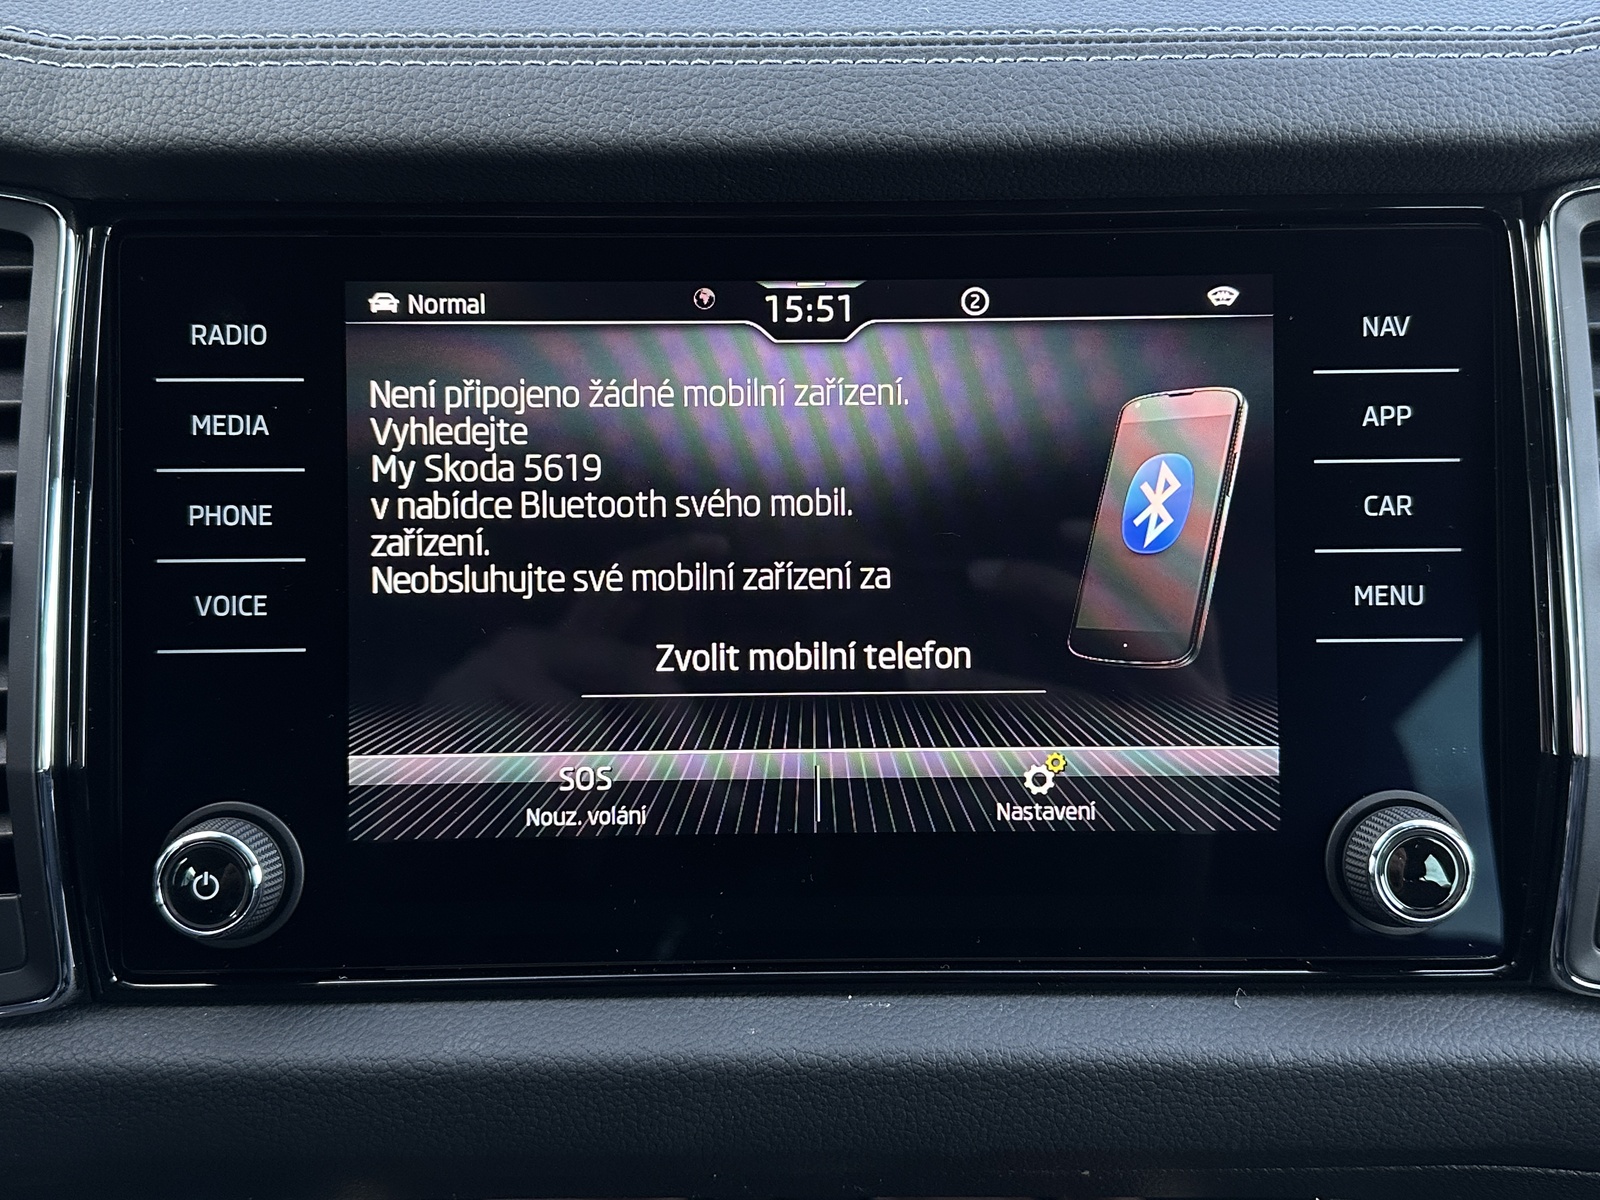 Normal
15:51
2
RADIO
MEDIA
PHONE
VOICE
Není připojeno žádné mobilní zařízení.
Vyhledejte
My Skoda 5619
v nabídce Bluetooth svého mobil.
zařízení.
Neobsluhujte své mobilní zařízení za
Zvolit mobilní telefon
SOS
Nouz. volání
Nastavení
NAV
APP
CAR
MENU